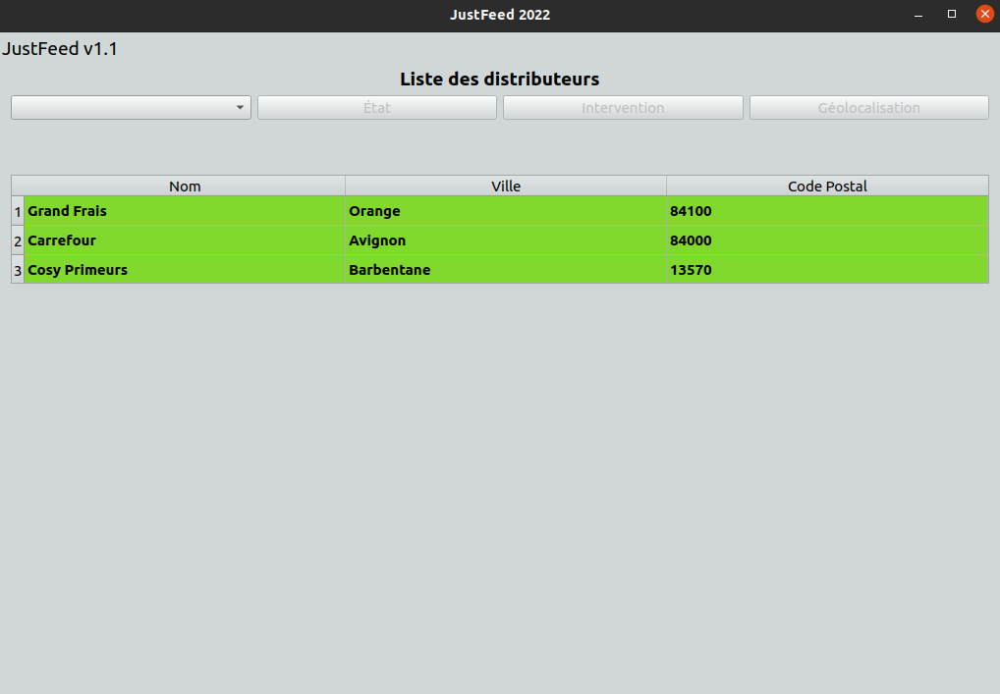 JustFeed 2022
JustFeed v1.1
Liste des distributeurs
État Intervention Géolocalisation
Nom Ville Code Postal
1 Grand Frais Orange 84100
2 Carrefour Avignon 84000
3 Cosy Primeurs Barbentane 13570